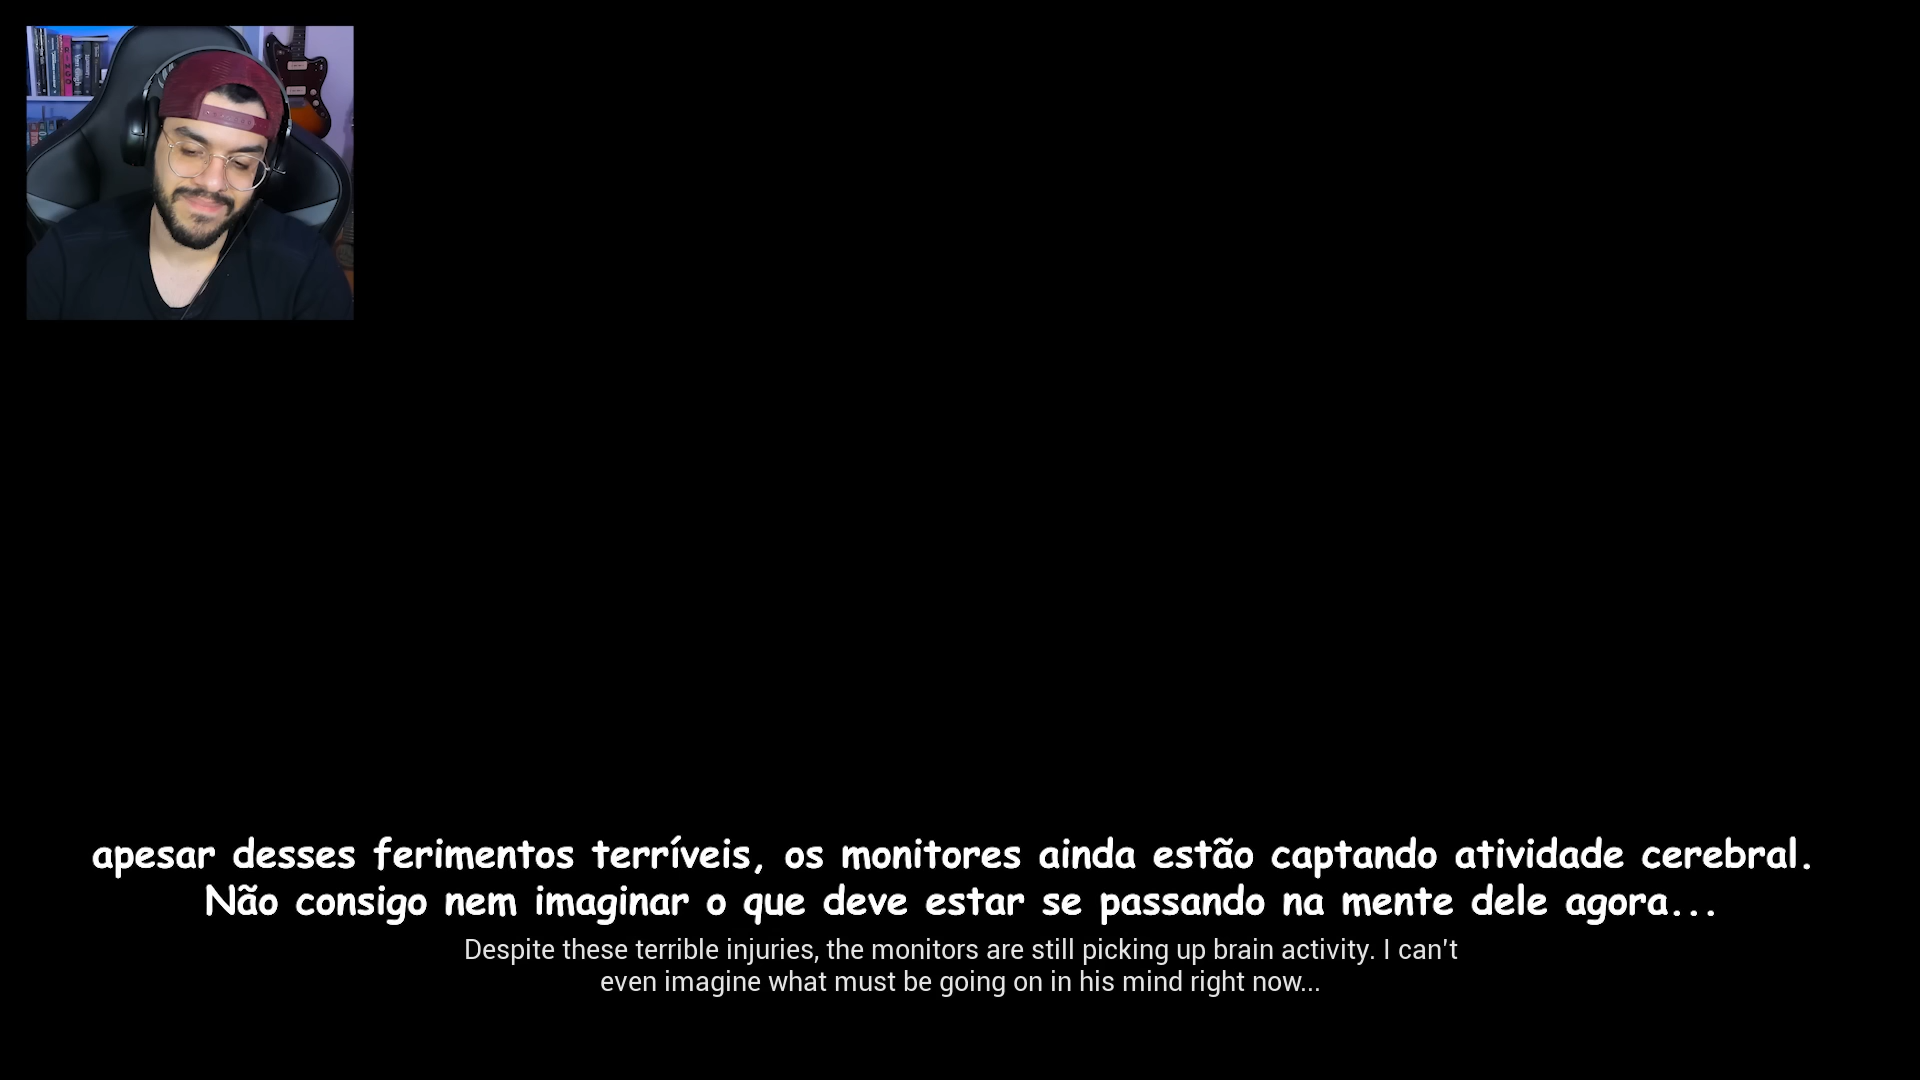 apesar desses ferimentos terríveis, os monitores ainda estão captando atividade cerebral.
Não consigo nem imaginar o que deve estar se passando na mente dele agora...
Despite these terrible injuries, the monitors are still picking up brain activity. I can't
even imagine what must be going on in his mind right now...